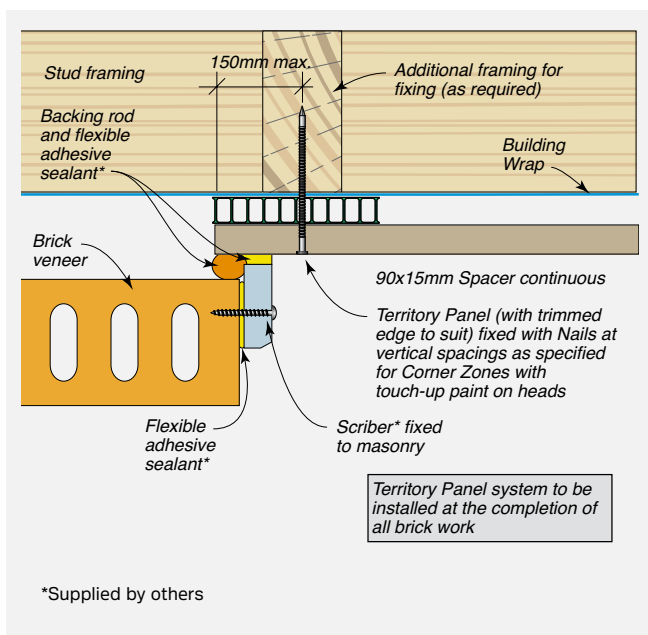 Stud framing
150mm max.
Additional framing for
fixing (as required)
Backing rod
and flexible
adhesive
sealant*
Building
Wrap
Brick
veneer
90x15mm Spacer continuous
Territory Panel (with trimmed
edge to suit) fixed with Nails at
vertical spacings as specified
for Corner Zones with
touch-up paint on heads
Flexible
adhesive
sealant*
Scriber* fixed
to masonry
Territory Panel system to be
installed at the completion of
all brick work
*Supplied by others